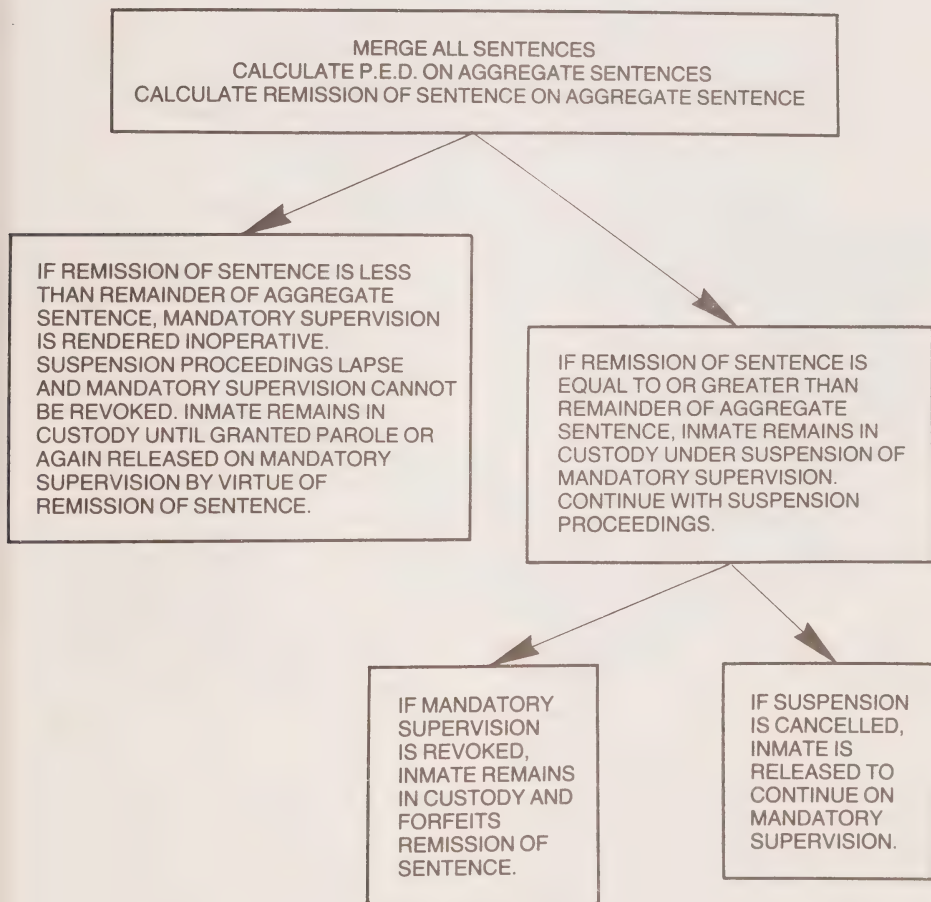 MERGE ALL SENTENCES
CALCULATE P.E.D. ON AGGREGATE SENTENCES
CALCULATE REMISSION OF SENTENCE ON AGGREGATE SENTENCE
IF REMISSION OF SENTENCE IS LESS
THAN REMAINDER OF AGGREGATE
SENTENCE, MANDATORY SUPERVISION
IS RENDERED INOPERATIVE.
SUSPENSION PROCEEDINGS LAPSE
AND MANDATORY SUPERVISION CANNOT
BE REVOKED. INMATE REMAINS IN
CUSTODY UNTIL GRANTED PAROLE OR
AGAIN RELEASED ON MANDATORY
SUPERVISION BY VIRTUE OF
REMISSION OF SENTENCE.
IF REMISSION OF SENTENCE IS
EQUAL TO OR GREATER THAN
REMAINDER OF AGGREGATE
SENTENCE, INMATE REMAINS IN
CUSTODY UNDER SUSPENSION OF
MANDATORY SUPERVISION.
CONTINUE WITH SUSPENSION
PROCEEDINGS.
IF MANDATORY
SUPERVISION
IS REVOKED,
INMATE REMAINS
IN CUSTODY AND
FORFEITS
REMISSION OF
SENTENCE.
IF SUSPENSION
IS CANCELLED,
INMATE IS
RELEASED TO
CONTINUE ON
MANDATORY
SUPERVISION.